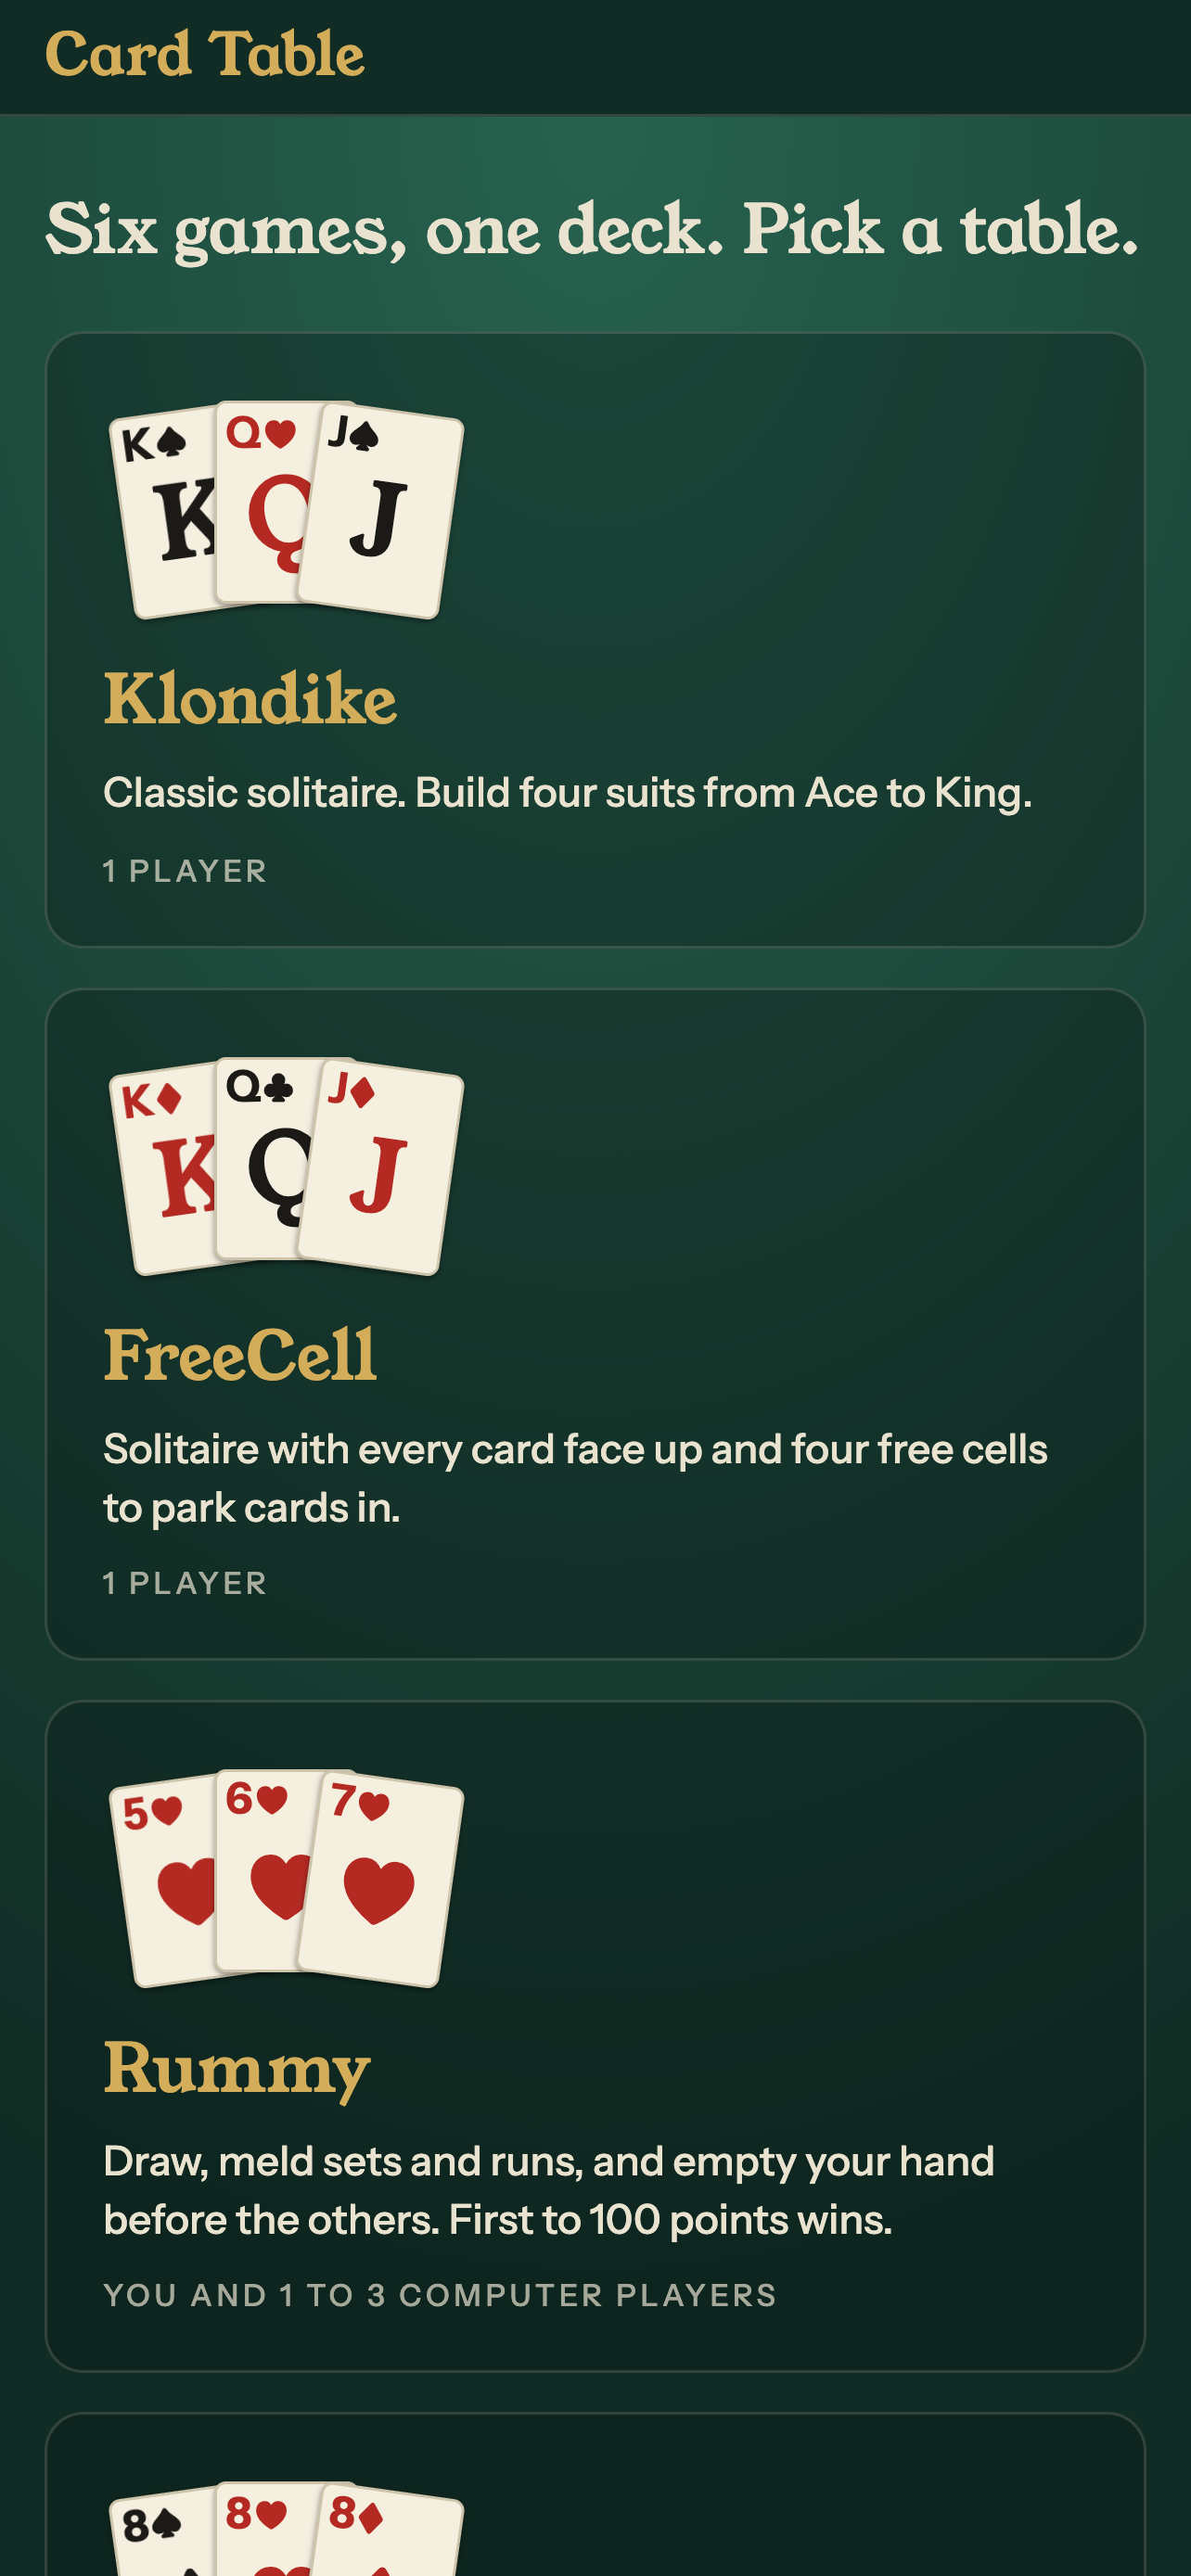 Card Table
Six games, one deck. Pick a table.
K♠ Q♥ J♠
K Q J
Klondike
Classic solitaire. Build four suits from Ace to King.
1 PLAYER
K♦ Q♣ J♦
K Q J
FreeCell
Solitaire with every card face up and four free cells
to park cards in.
1 PLAYER
5♥ 6♥ 7♥
Rummy
Draw, meld sets and runs, and empty your hand
before the others. First to 100 points wins.
YOU AND 1 TO 3 COMPUTER PLAYERS
8♠ 8♥ 8♦